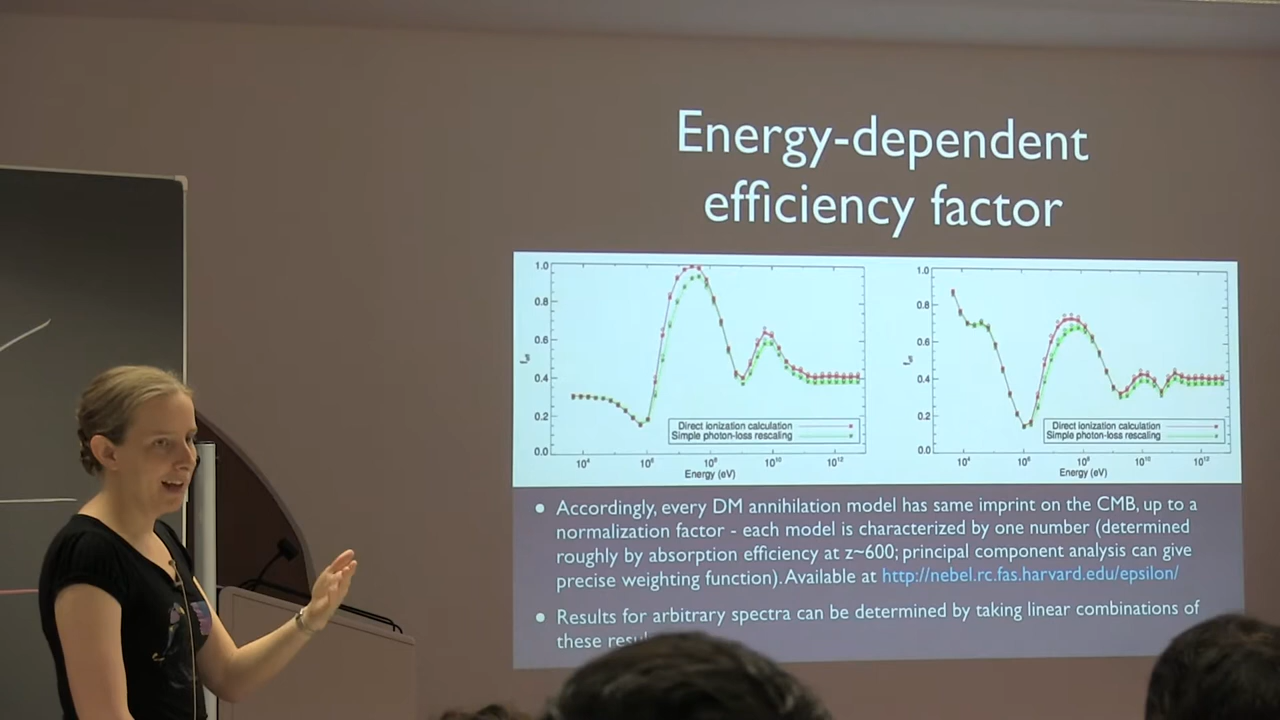 Energy-dependent
efficiency factor
1.0
0.8
0.6
0.4
0.2
0.0
Direct ionization calculation
Simple photon-loss rescaling
10⁴ 10⁶ 10⁸ 10¹⁰ 10¹²
Energy (eV)
1.0
0.8
0.6
0.4
0.2
0.0
Direct ionization calculation
Simple photon-loss rescaling
10⁴ 10⁶ 10⁸ 10¹⁰ 10¹²
Energy (eV)
• Accordingly, every DM annihilation model has same imprint on the CMB, up to a
normalization factor - each model is characterized by one number (determined
roughly by absorption efficiency at z~600; principal component analysis can give
precise weighting function). Available at http://nebel.rc.fas.harvard.edu/epsilon/
• Results for arbitrary spectra can be determined by taking linear combinations of
these